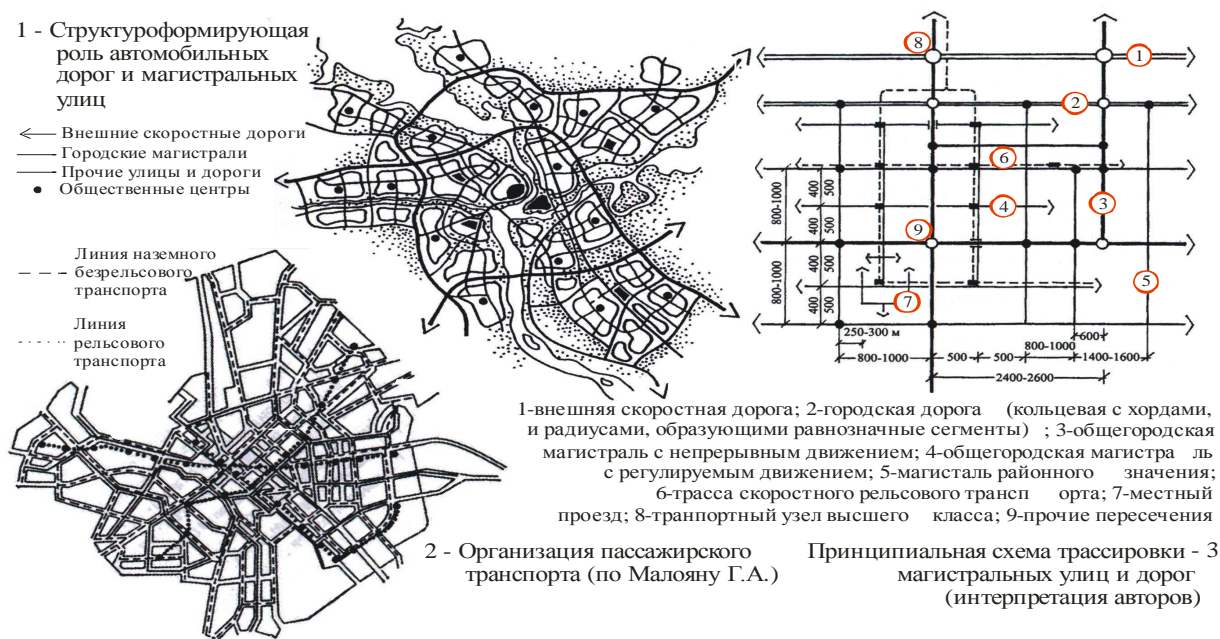 1 - Структуроформирующая
роль автомобильных
дорог и магистральных
улиц
Внешние скоростные дороги
Городские магистрали
Прочие улицы и дороги
Общественные центры
Линия наземного
безрельсового
транспорта
Линия
рельсового
транспорта
2 - Организация пассажирского
транспорта (по Малояну Г.А.)
8
1
2
6
4
3
9
5
7
800-1000
400
500
400
500
800-1000
500
400
400
500
250-300 м
800-1000
500
500
800-1000
600
1400-1600
2400-2600
1-внешняя скоростная дорога; 2-городская дорога (кольцевая с хордами,
и радиусами, образующими равнозначные сегменты) ; 3-общегородская
магистраль с непрерывным движением; 4-общегородская магистра ль
с регулируемым движением; 5-магисталь районного значения;
6-трасса скоростного рельсового трансп орта; 7-местный
проезд; 8-транпортный узел высшего класса; 9-прочие пересечения
Принципиальная схема трассировки - 3
магистральных улиц и дорог
(интерпретация авторов)